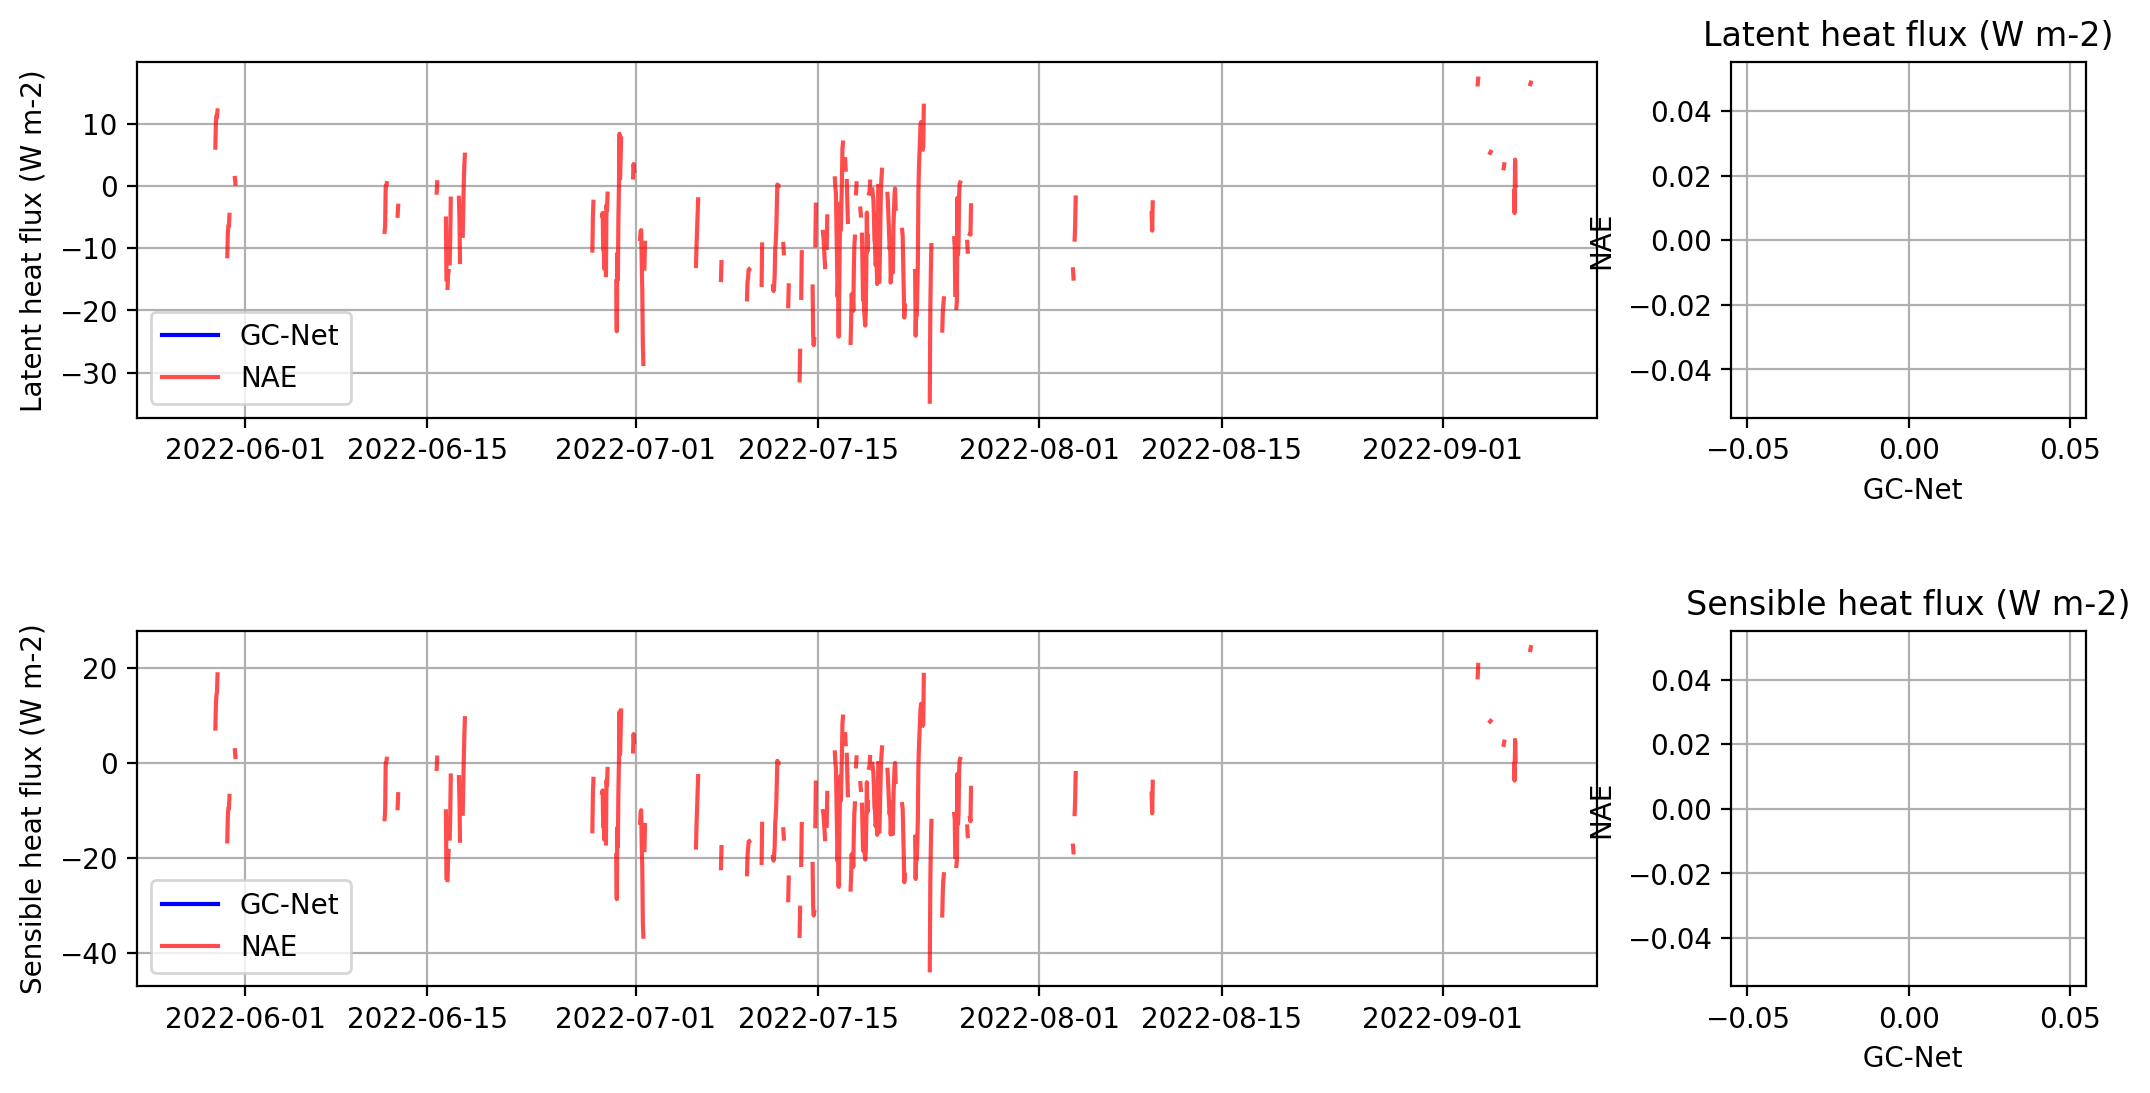 Latent heat flux (W m-2)
Latent heat flux (W m-2)
10
0
−10
−20
−30
GC-Net
NAE
2022-06-01 2022-06-15 2022-07-01 2022-07-15 2022-08-01 2022-08-15 2022-09-01
NAE
0.04
0.02
0.00
−0.02
−0.04
−0.05 0.00 0.05
GC-Net
Sensible heat flux (W m-2)
Sensible heat flux (W m-2)
20
0
−20
−40
GC-Net
NAE
2022-06-01 2022-06-15 2022-07-01 2022-07-15 2022-08-01 2022-08-15 2022-09-01
NAE
0.04
0.02
0.00
−0.02
−0.04
−0.05 0.00 0.05
GC-Net